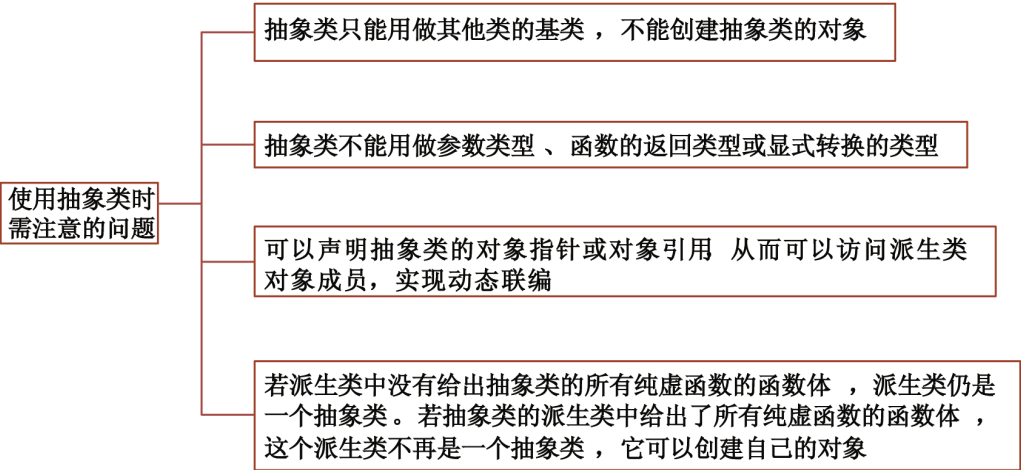 抽象类只能用做其他类的基类，不能创建抽象类的对象
抽象类不能用做参数类型、函数的返回类型或显式转换的类型
使用抽象类时
需注意的问题
可以声明抽象类的对象指针或对象引用，从而可以访问派生类
对象成员，实现动态联编
若派生类中没有给出抽象类的所有纯虚函数的函数体，派生类仍是
一个抽象类。若抽象类的派生类中给出了所有纯虚函数的函数体，
这个派生类不再是一个抽象类，它可以创建自己的对象